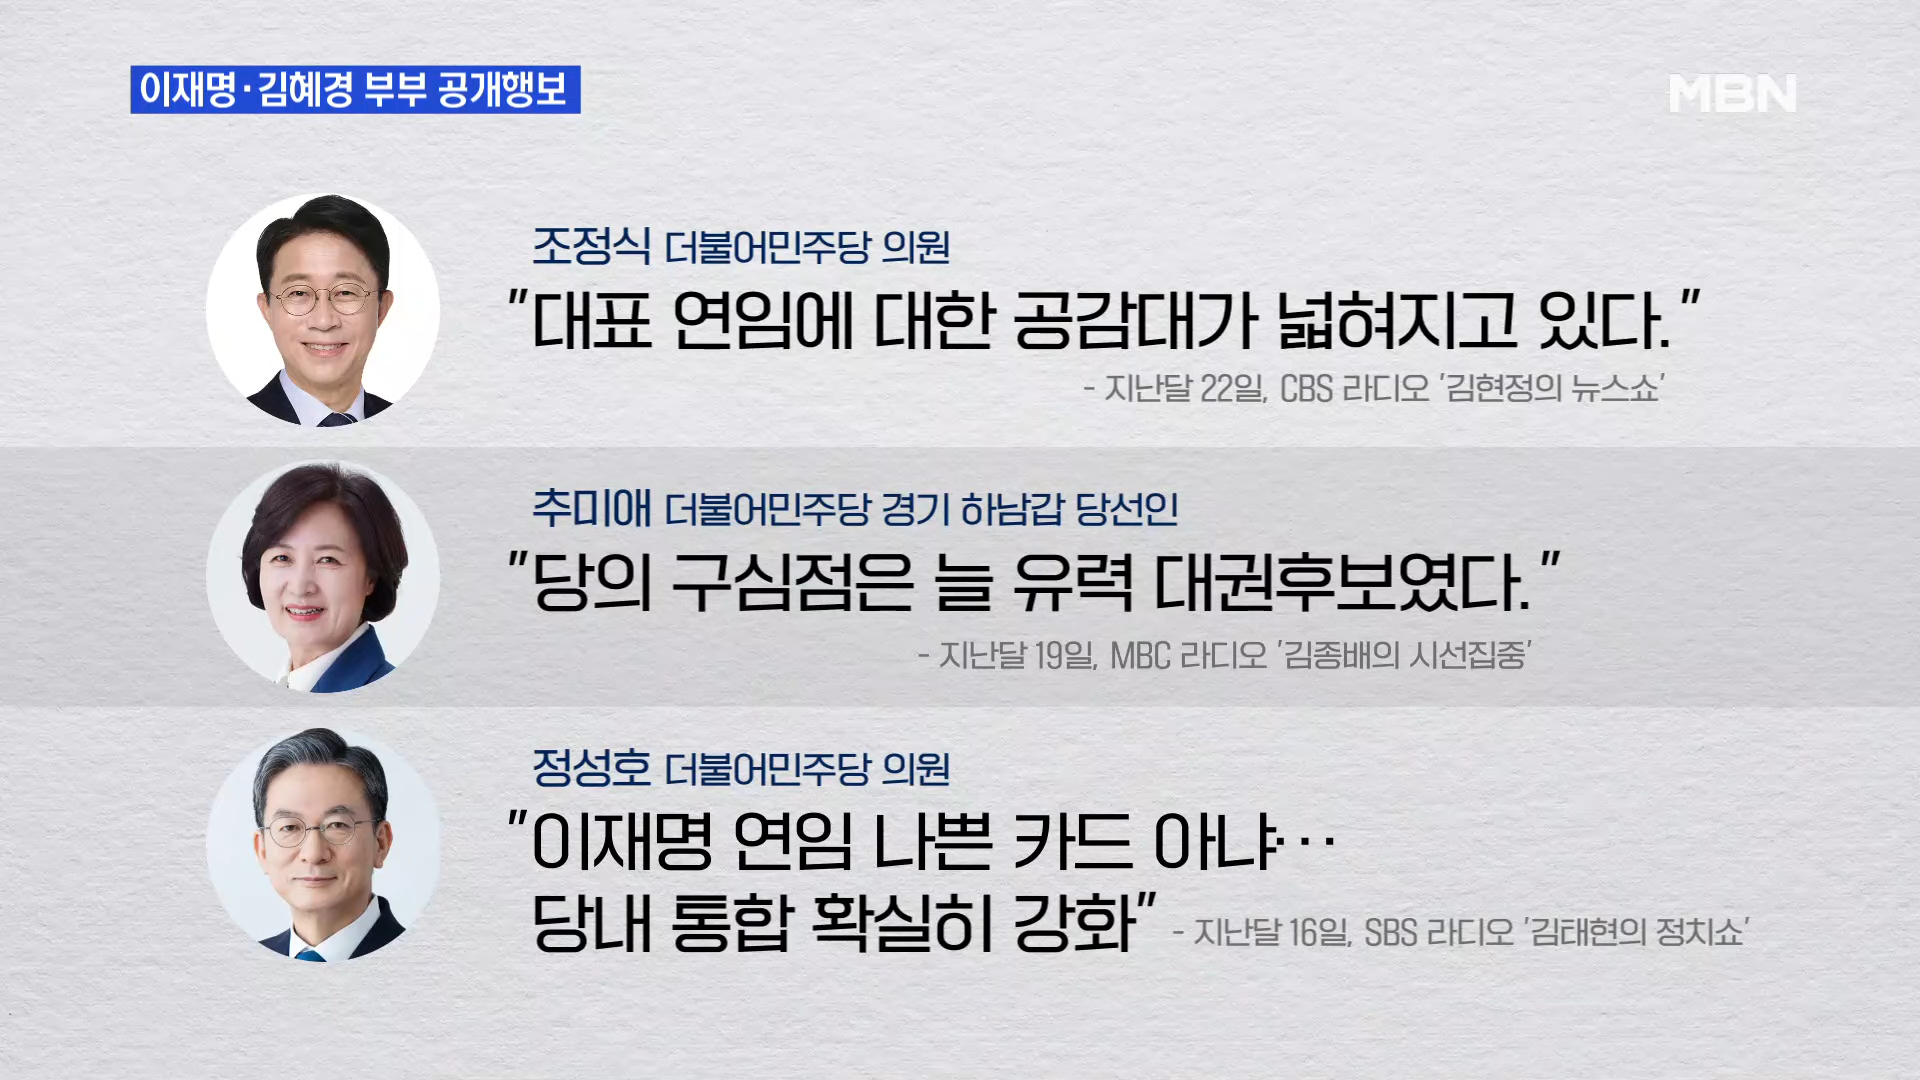 이재명·김혜경 부부 공개행보
MBN
조정식 더불어민주당 의원
"대표 연임에 대한 공감대가 넓혀지고 있다."
- 지난달 22일, CBS 라디오 '김현정의 뉴스쇼'
추미애 더불어민주당 경기 하남갑 당선인
"당의 구심점은 늘 유력 대권후보였다."
- 지난달 19일, MBC 라디오 '김종배의 시선집중'
정성호 더불어민주당 의원
"이재명 연임 나쁜 카드 아냐…
당내 통합 확실히 강화" - 지난달 16일, SBS 라디오 '김태현의 정치쇼'